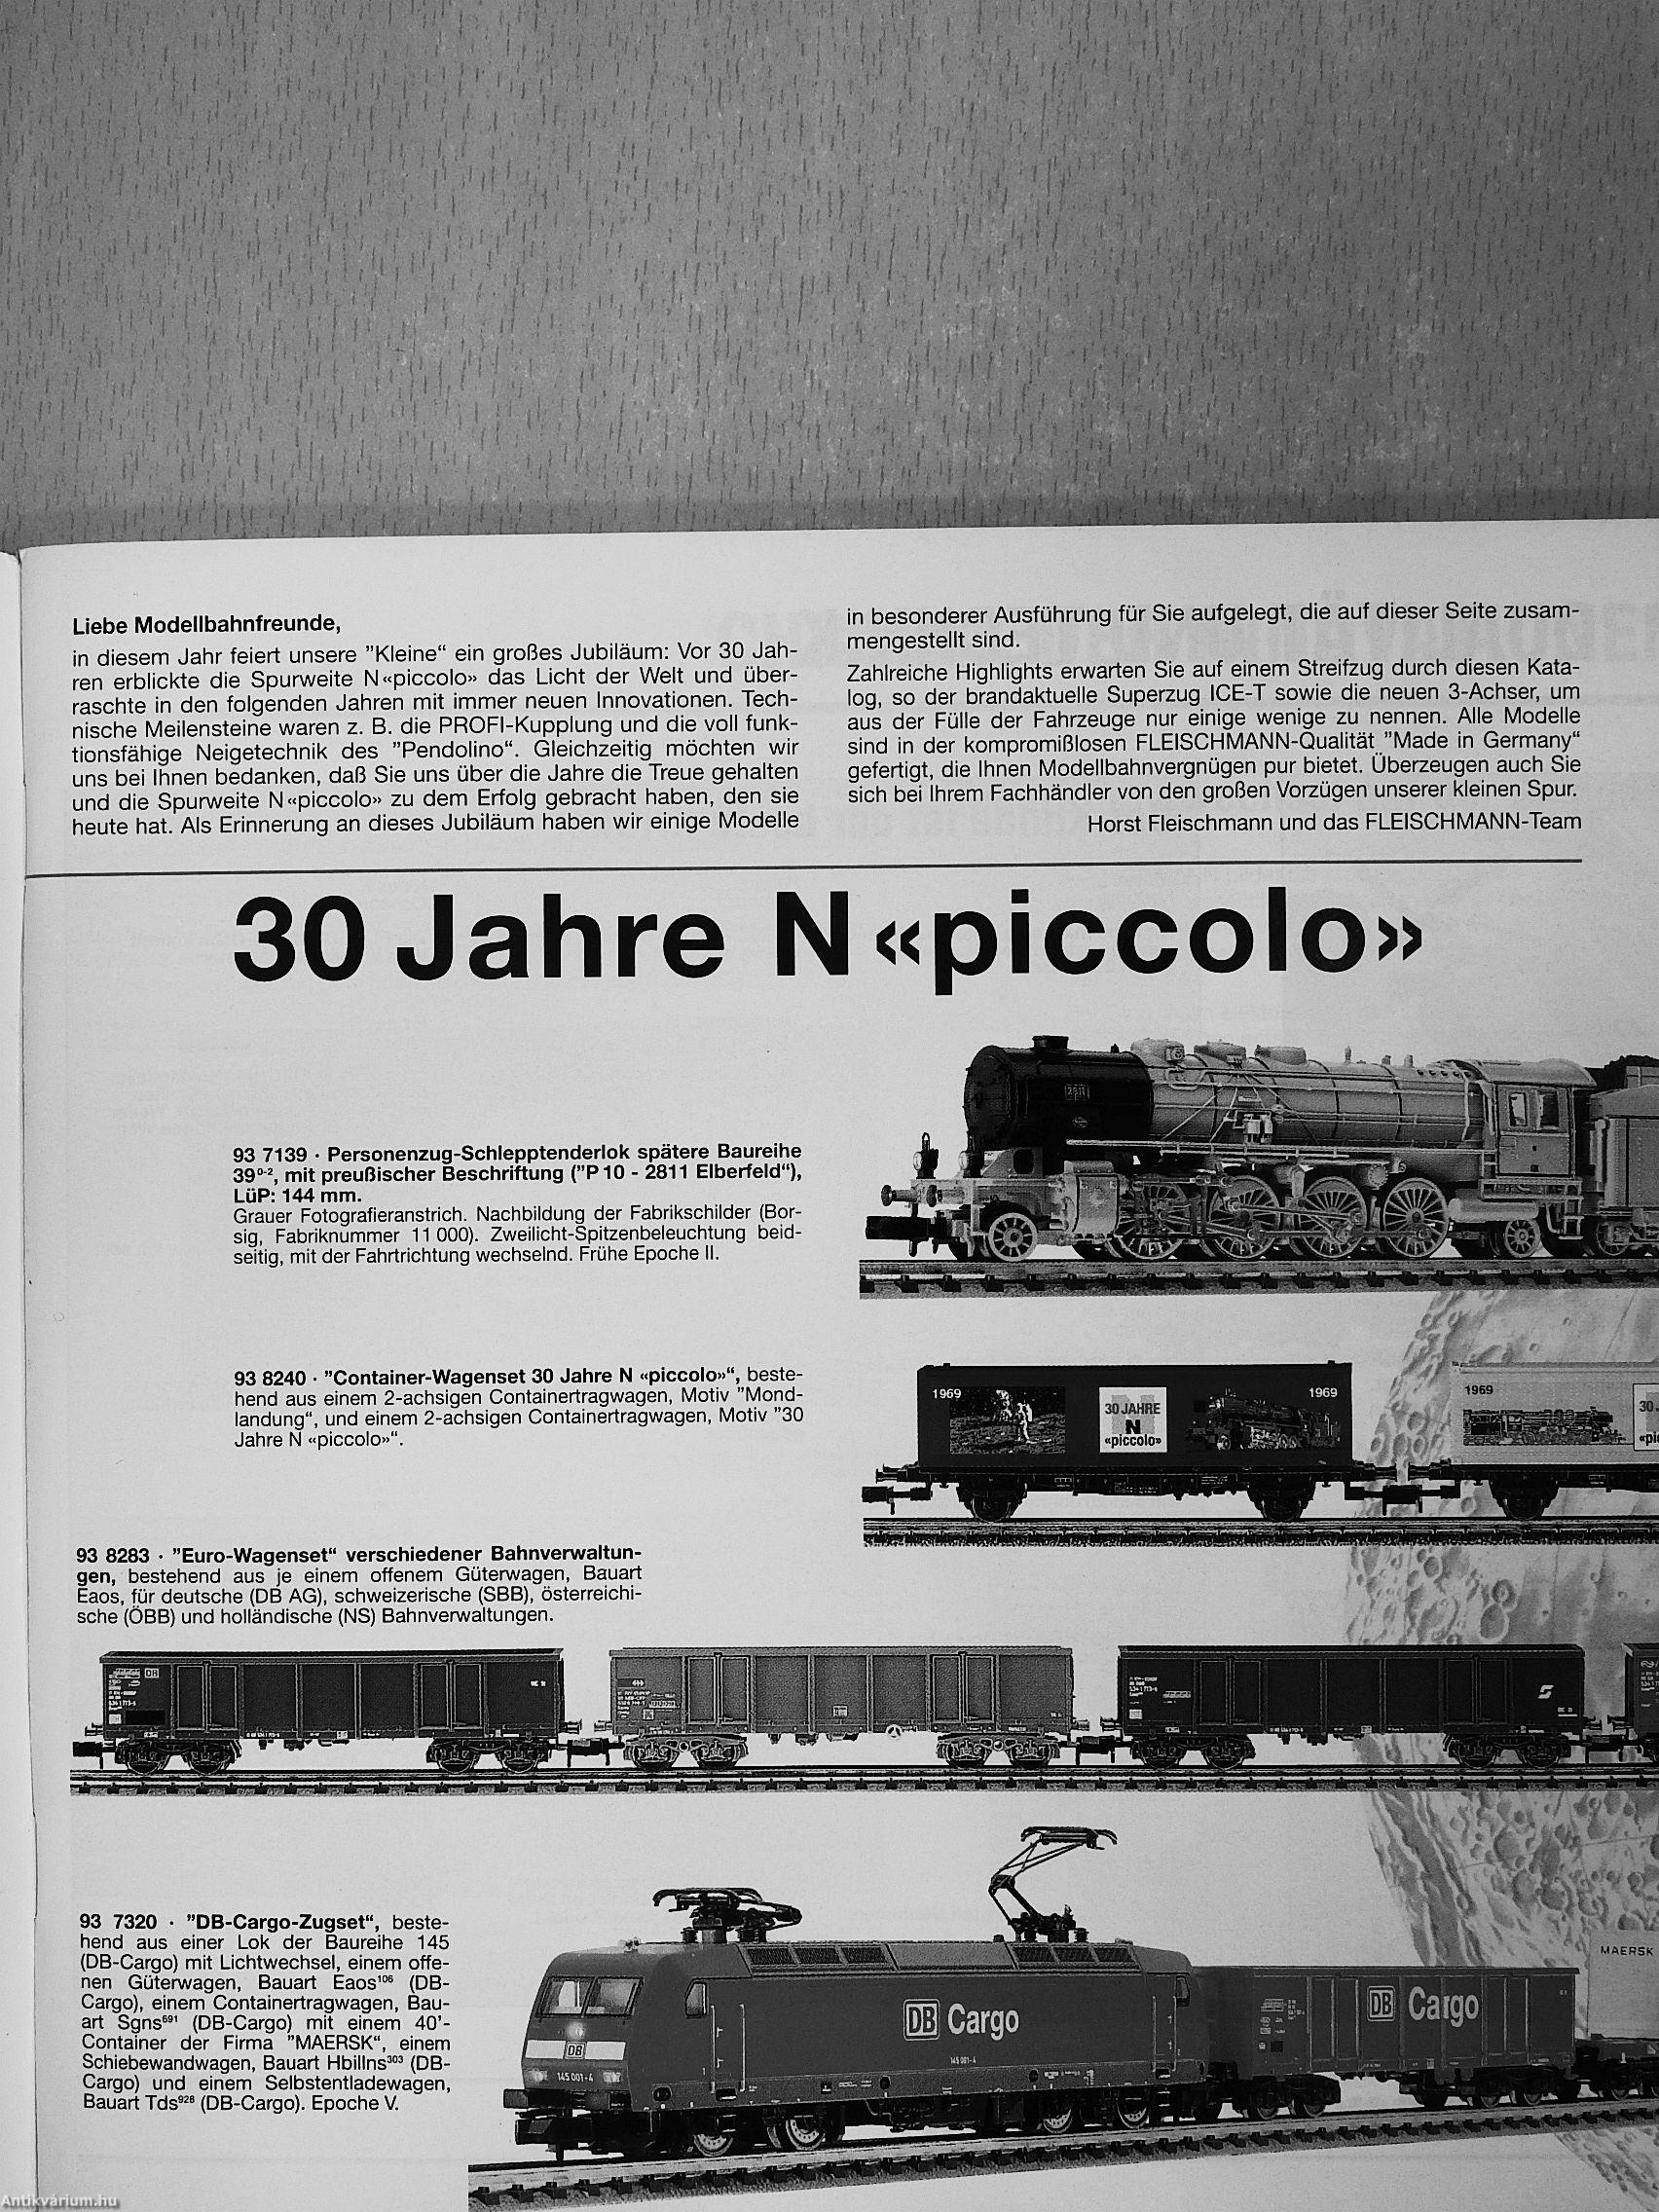 Liebe Modellbahnfreunde,
in diesem Jahr feiert unsere "Kleine“ ein großes Jubiläum: Vor 30 Jah-
ren erblickte die Spurweite N«piccolo» das Licht der Welt und über-
raschte in den folgenden Jahren mit immer neuen Innovationen. Tech-
nische Meilensteine waren z. B. die PROFI-Kupplung und die voll funk-
tionsfähige Neigetechnik des "Pendolino“. Gleichzeitig möchten wir
uns bei Ihnen bedanken, daß Sie uns über die Jahre die Treue gehalten
und die Spurweite N«piccolo» zu dem Erfolg gebracht haben, den sie
heute hat. Als Erinnerung an dieses Jubiläum haben wir einige Modelle
in besonderer Ausführung für Sie aufgelegt, die auf dieser Seite zusam-
mengestellt sind.
Zahlreiche Highlights erwarten Sie auf einem Streifzug durch diesen Kata-
log, so der brandaktuelle Superzug ICE-T sowie die neuen 3-Achser, um
aus der Fülle der Fahrzeuge nur einige wenige zu nennen. Alle Modelle
sind in der kompromißlosen FLEISCHMANN-Qualität "Made in Germany“
gefertigt, die Ihnen Modellbahnvergnügen pur bietet. Überzeugen auch Sie
sich bei Ihrem Fachhändler von den großen Vorzügen unserer kleinen Spur.
Horst Fleischmann und das FLEISCHMANN-Team
30 Jahre N «piccolo»
93 7139 · Personenzug-Schlepptenderlok spätere Baureihe
39⁰⁻², mit preußischer Beschriftung ("P 10 - 2811 Elberfeld“),
LüP: 144 mm.
Grauer Fotografieranstrich. Nachbildung der Fabrikschilder (Bor-
sig, Fabriknummer 11 000). Zweilicht-Spitzenbeleuchtung beid-
seitig, mit der Fahrtrichtung wechselnd. Frühe Epoche II.
2811
93 8240 · "Container-Wagenset 30 Jahre N «piccolo»“, beste-
hend aus einem 2-achsigen Containertragwagen, Motiv "Mond-
landung“, und einem 2-achsigen Containertragwagen, Motiv "30
Jahre N «piccolo»“.
1969
30 JAHRE
N
«piccolo»
1969
1969
93 8283 · "Euro-Wagenset“ verschiedener Bahnverwaltun-
gen, bestehend aus je einem offenem Güterwagen, Bauart
Eaos, für deutsche (DB AG), schweizerische (SBB), österreichi-
sche (ÖBB) und holländische (NS) Bahnverwaltungen.
93 7320 · "DB-Cargo-Zugset“, beste-
hend aus einer Lok der Baureihe 145
(DB-Cargo) mit Lichtwechsel, einem offe-
nen Güterwagen, Bauart Eaos¹⁰⁶ (DB-
Cargo), einem Containertragwagen, Bau-
art Sgns⁶⁹¹ (DB-Cargo) mit einem 40'-
Container der Firma "MAERSK“, einem
Schiebewandwagen, Bauart Hbillns³⁰³ (DB-
Cargo) und einem Selbstentladewagen,
Bauart Tds⁹²⁸ (DB-Cargo). Epoche V.
DB
145 001-4
DB Cargo
145 001-4
DB Cargo
MAERSK
Antikvárium.hu